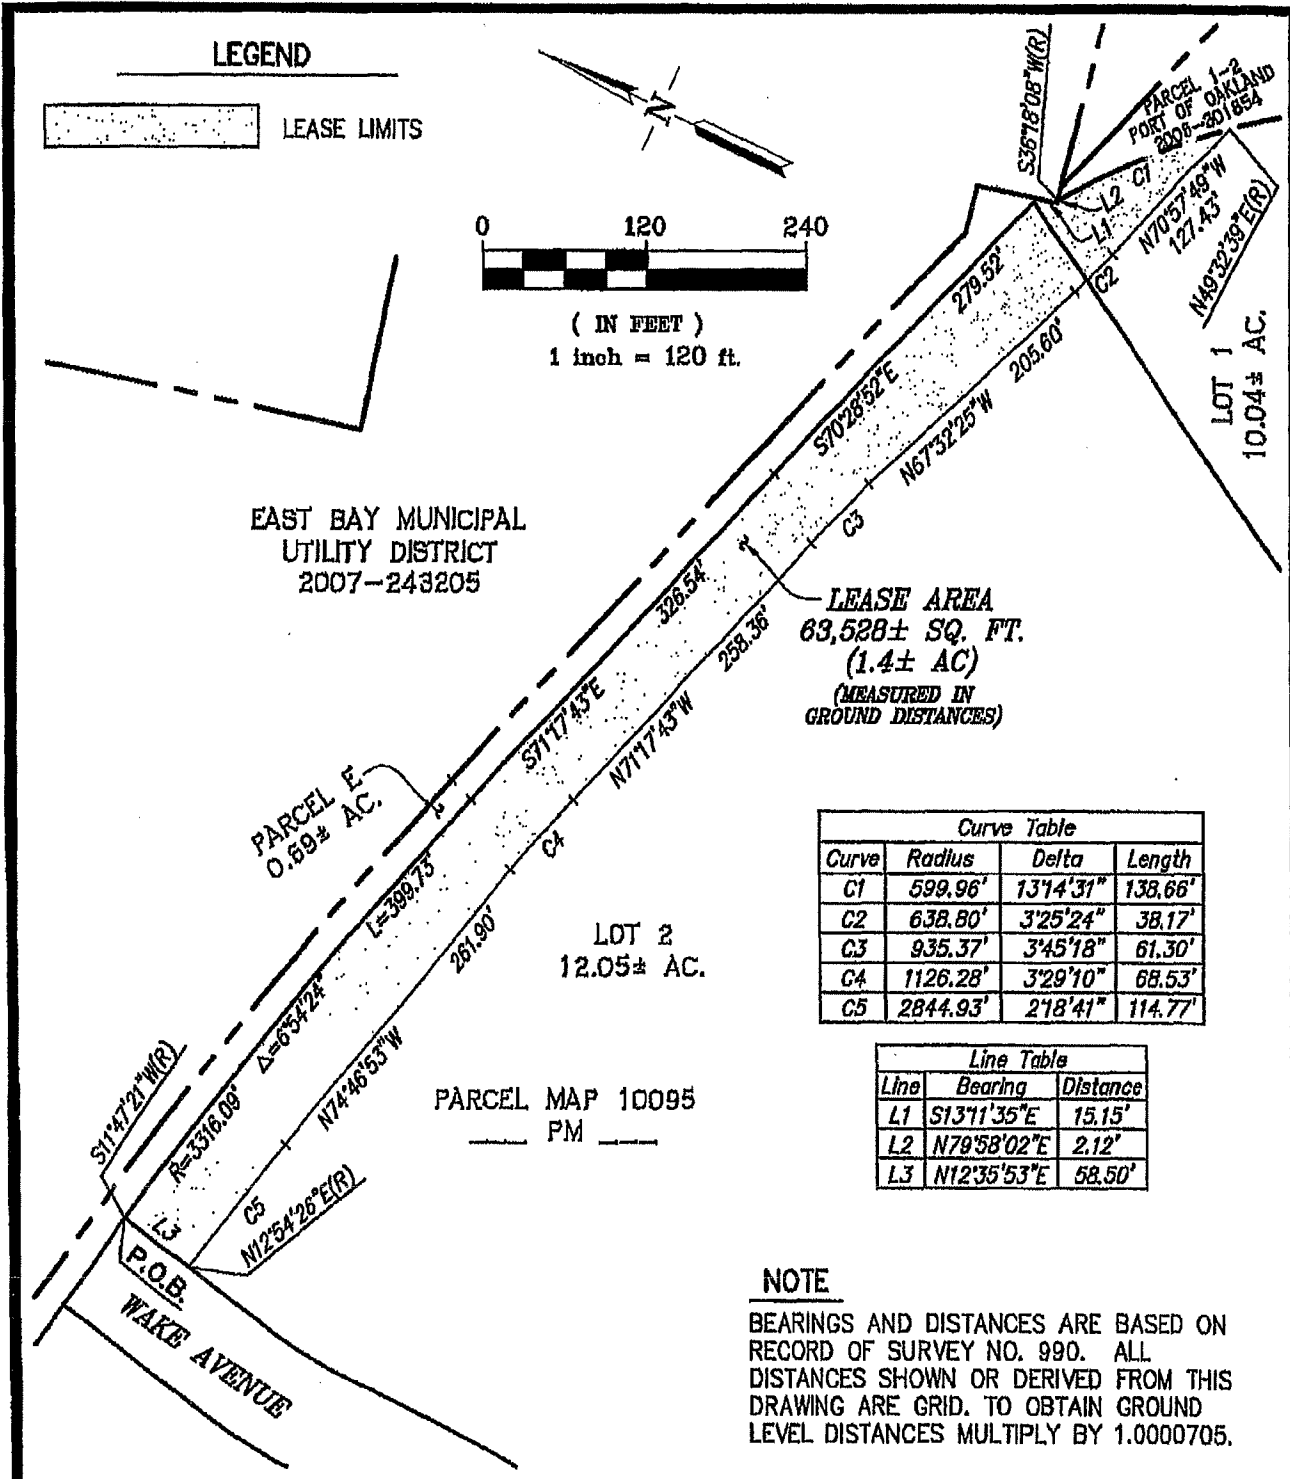 LEGEND
LEASE LIMITS
N
0 120 240
( IN FEET )
1 inch = 120 ft.
S36°18'08"W(R)
PARCEL 1-2
PORT OF OAKLAND
2005-301854
C1
L2
L1
N70°57'49"W
127.43'
N49°32'39"E(R)
C2
LOT 1
10.04± AC.
279.52'
S70°28'52"E
205.60'
N67°32'25"W
C3
EAST BAY MUNICIPAL
UTILITY DISTRICT
2007-243205
326.54'
S71°17'43"E
258.36'
N71°17'43"W
LEASE AREA
63,528± SQ. FT.
(1.4± AC)
(MEASURED IN
GROUND DISTANCES)
PARCEL E
0.69± AC.
C4
L=399.73'
Δ=6°54'24"
R=3316.09'
261.90'
N74°46'53"W
LOT 2
12.05± AC.
PARCEL MAP 10095
___ PM ___
Curve Table
Curve Radius Delta Length
C1 599.96' 13°14'31" 138.66'
C2 638.80' 3°25'24" 38.17'
C3 935.37' 3°45'18" 61.30'
C4 1126.28' 3°29'10" 68.53'
C5 2844.93' 2°18'41" 114.77'
Line Table
Line Bearing Distance
L1 S13°11'35"E 15.15'
L2 N79°58'02"E 2.12'
L3 N12°35'53"E 58.50'
S11°47'21"W(R)
L3
C5
N12°54'26"E(R)
P.O.B.
WAKE AVENUE
NOTE
BEARINGS AND DISTANCES ARE BASED ON
RECORD OF SURVEY NO. 990. ALL
DISTANCES SHOWN OR DERIVED FROM THIS
DRAWING ARE GRID. TO OBTAIN GROUND
LEVEL DISTANCES MULTIPLY BY 1.0000705.